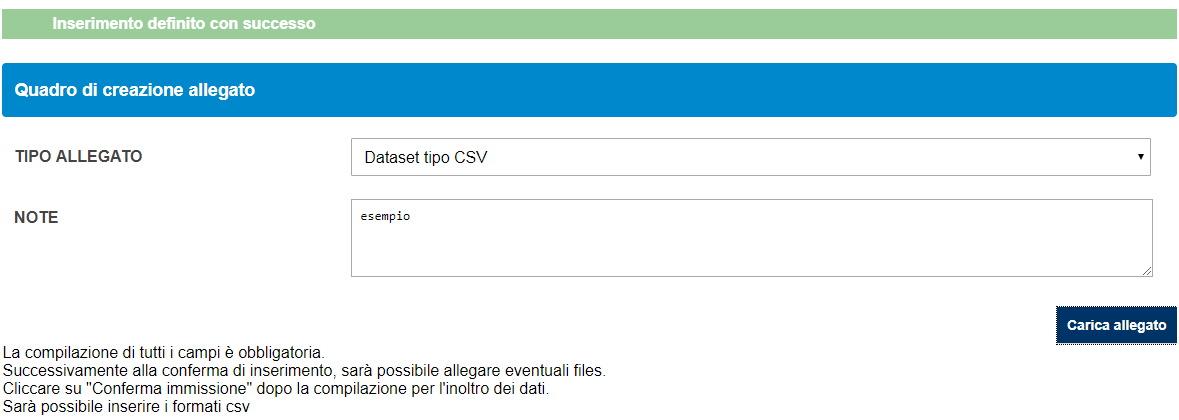 Inserimento definito con successo
Quadro di creazione allegato
TIPO ALLEGATO
Dataset tipo CSV
NOTE
esempio
Carica allegato
La compilazione di tutti i campi è obbligatoria.
Successivamente alla conferma di inserimento, sarà possibile allegare eventuali files.
Cliccare su "Conferma immissione" dopo la compilazione per l'inoltro dei dati.
Sarà possibile inserire i formati csv